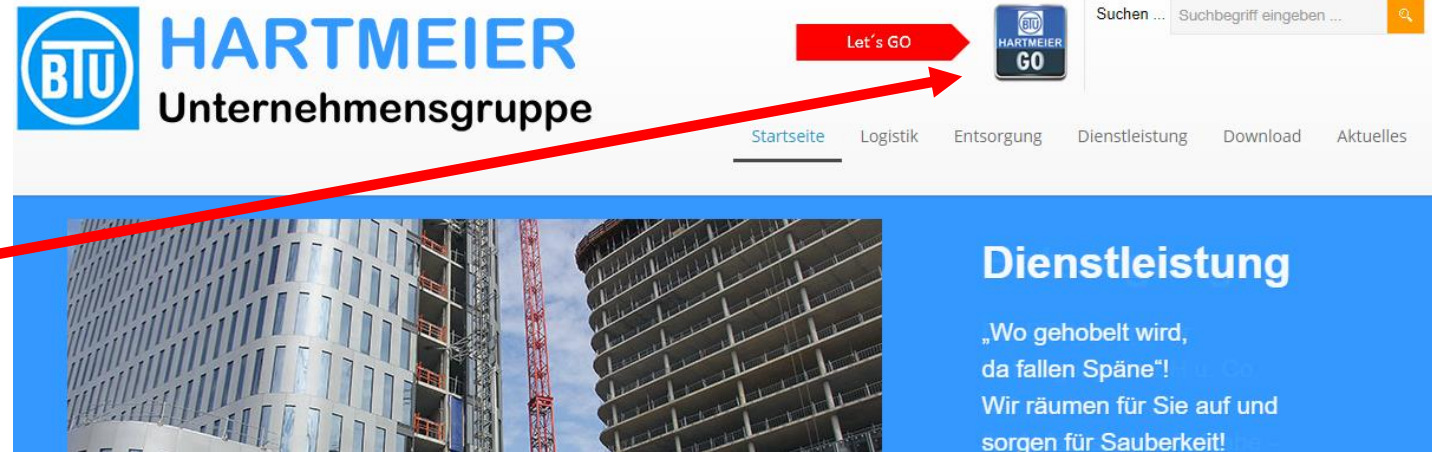 BTU
HARTMEIER
Unternehmensgruppe
Let´s GO
BTU
HARTMEIER
GO
Suchen ... Suchbegriff eingeben ...
Startseite Logistik Entsorgung Dienstleistung Download Aktuelles
Dienstleistung
„Wo gehobelt wird,
da fallen Späne“!
Wir räumen für Sie auf und
sorgen für Sauberkeit!